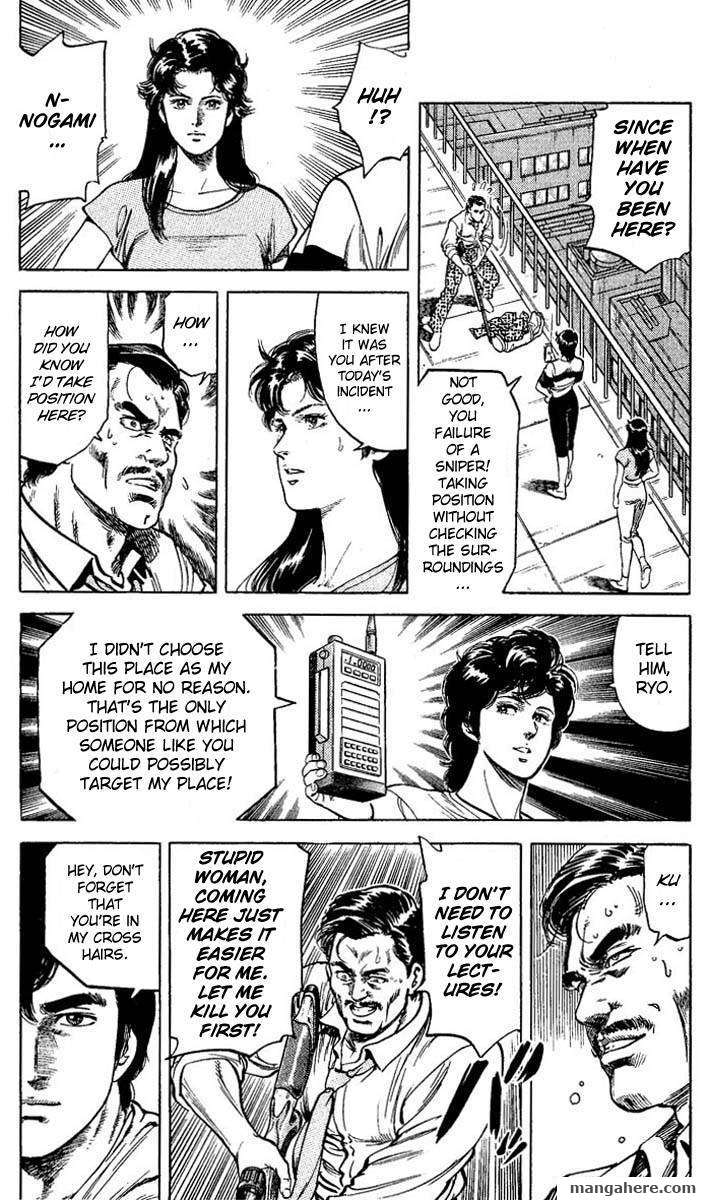 HUH
!?
N-
NOGAMI
...
SINCE
WHEN
HAVE
YOU
BEEN
HERE?
NOT
GOOD,
YOU
FAILURE
OF A
SNIPER!
TAKING
POSITION
WITHOUT
CHECKING
THE SUR-
ROUNDINGS
...
I KNEW
IT WAS
YOU AFTER
TODAY'S
INCIDENT
...
HOW
...
HOW
DID YOU
KNOW
I'D TAKE
POSITION
HERE?
TELL
HIM,
RYO.
I DIDN'T CHOOSE
THIS PLACE AS MY
HOME FOR NO REASON.
THAT'S THE ONLY
POSITION FROM WHICH
SOMEONE LIKE YOU
COULD POSSIBLY
TARGET MY PLACE!
KU
...
I DON'T
NEED TO
LISTEN
TO YOUR
LECT-
URES!
STUPID
WOMAN,
COMING
HERE JUST
MAKES IT
EASIER
FOR ME.
LET ME
KILL YOU
FIRST!
HEY, DON'T
FORGET
THAT
YOU'RE IN
MY CROSS
HAIRS.
mangahere.com